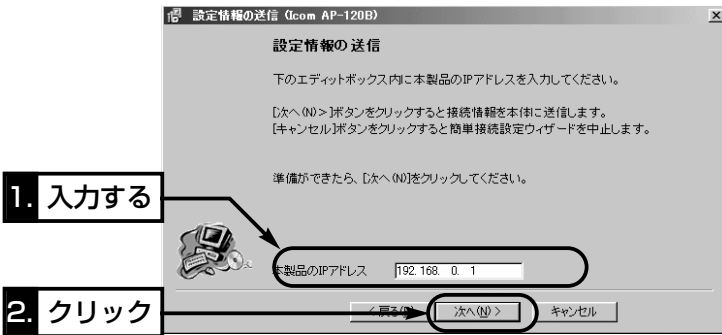 設定情報の送信 (Icom AP-120B)
設定情報の送信
下のエディットボックス内に本製品のIPアドレスを入力してください。
[次へ(N)>]ボタンをクリックすると接続情報を本体に送信します。
[キャンセル]ボタンをクリックすると簡単接続設定ウィザードを中止します。
準備ができたら、[次へ(N)]をクリックしてください。
1. 入力する
本製品のIPアドレス 192.168. 0. 1
2. クリック
< 戻る(B) 次へ(N) > キャンセル